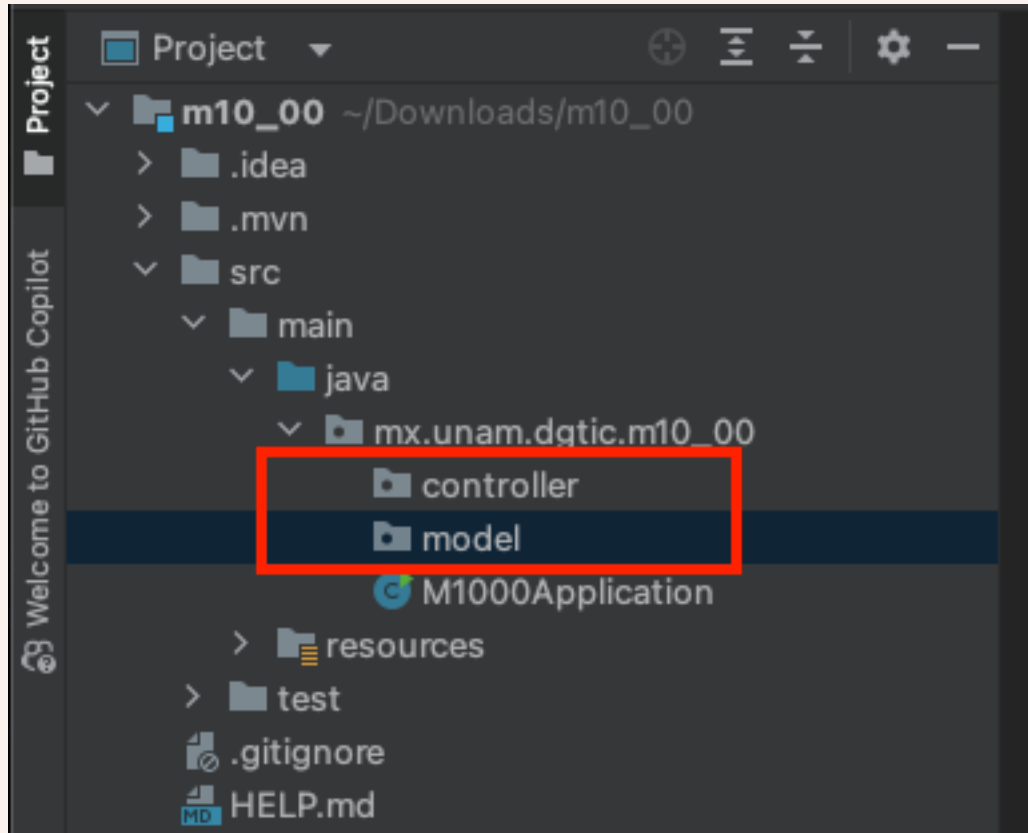 Project
Project
Welcome to GitHub Copilot
m10_00 ~/Downloads/m10_00
.idea
.mvn
src
main
java
mx.unam.dgtic.m10_00
controller
model
C M1000Application
resources
test
.gitignore
MD HELP.md